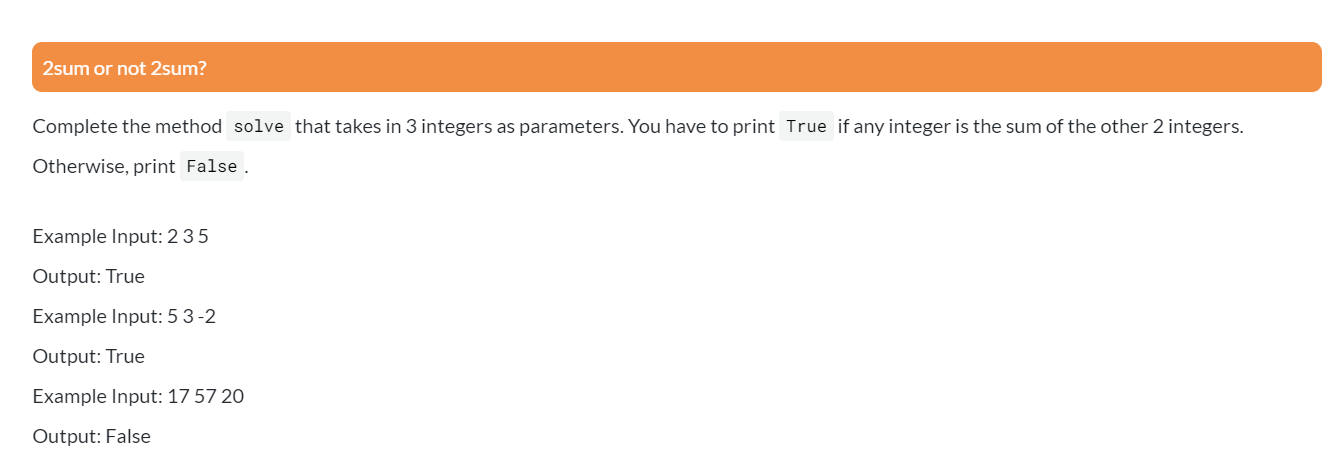 2sum or not 2sum?
Complete the method solve that takes in 3 integers as parameters. You have to print True if any integer is the sum of the other 2 integers.
Otherwise, print False.
Example Input: 2 3 5
Output: True
Example Input: 5 3 -2
Output: True
Example Input: 17 57 20
Output: False